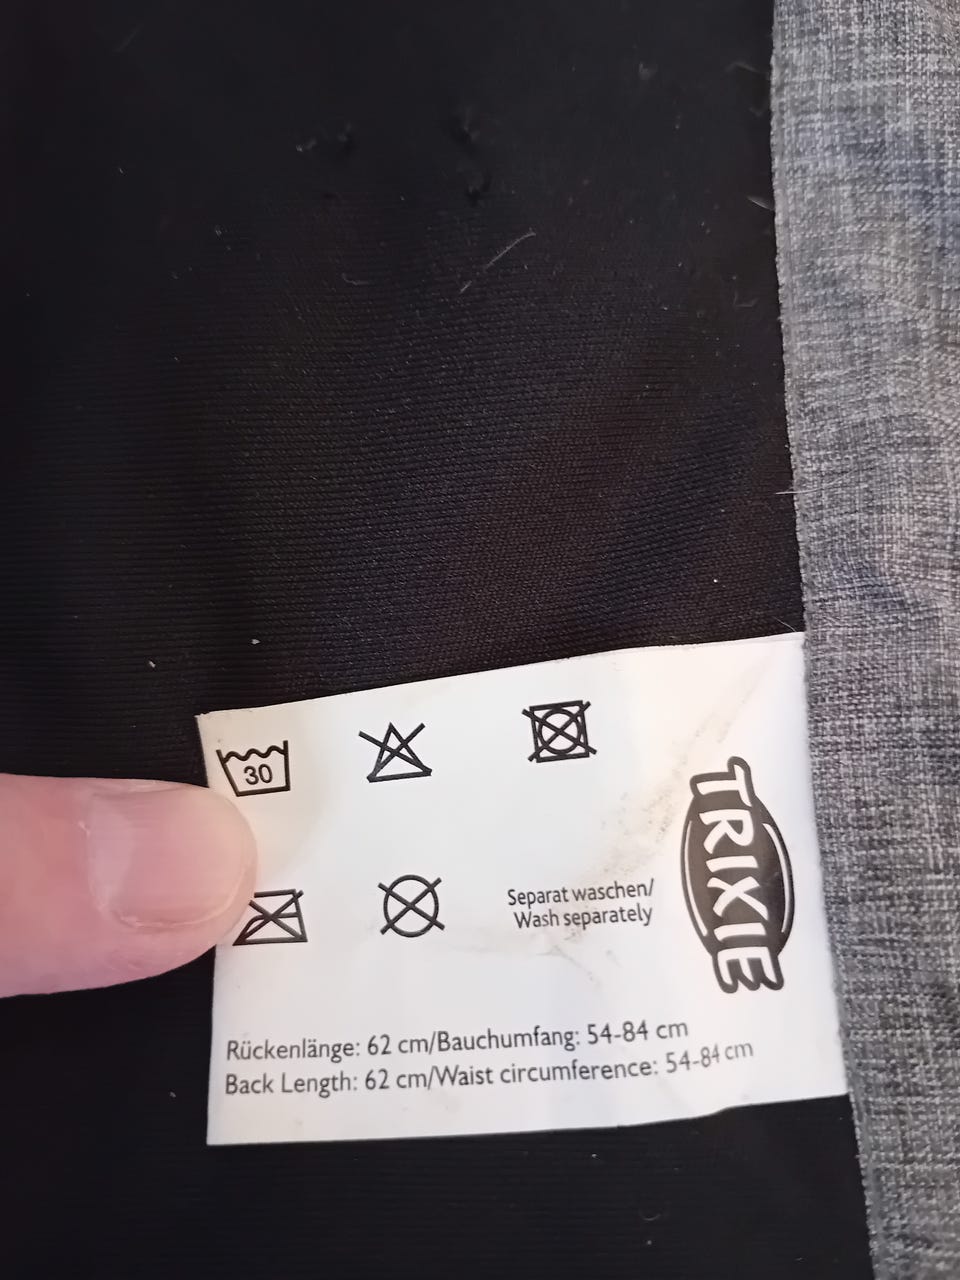 30
Separat waschen/
Wash separately
TRIXIE
Rückenlänge: 62 cm/Bauchumfang: 54-84 cm
Back Length: 62 cm/Waist circumference: 54-84 cm